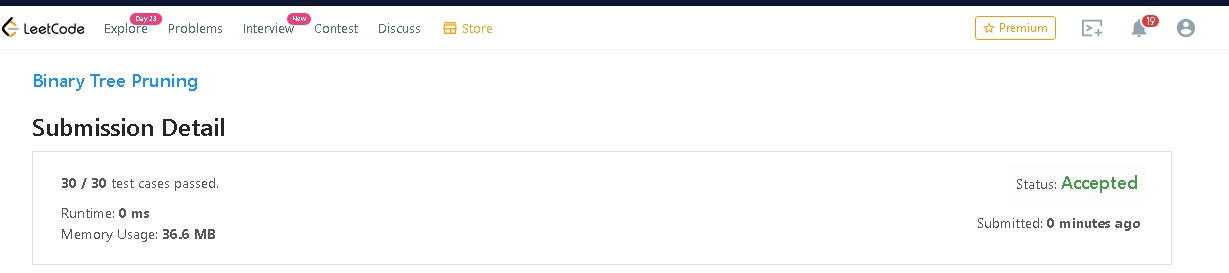 LeetCode Explore Day 23 Problems Interview New Contest Discuss Store Premium 19
Binary Tree Pruning
Submission Detail
30 / 30 test cases passed.
Status: Accepted
Runtime: 0 ms
Submitted: 0 minutes ago
Memory Usage: 36.6 MB